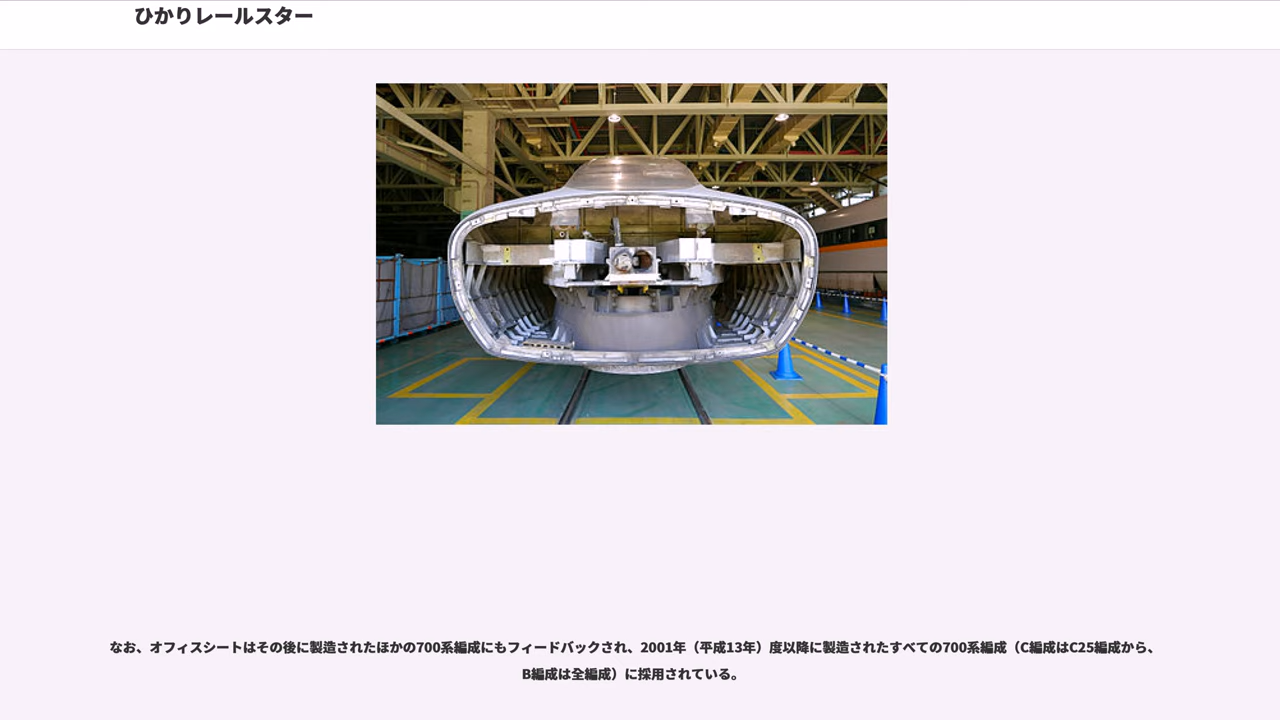 ひかりレールスター
なお、オフィスシートはその後に製造されたほかの700系編成にもフィードバックされ、2001年（平成13年）度以降に製造されたすべての700系編成（C編成はC25編成から、
B編成は全編成）に採用されている。